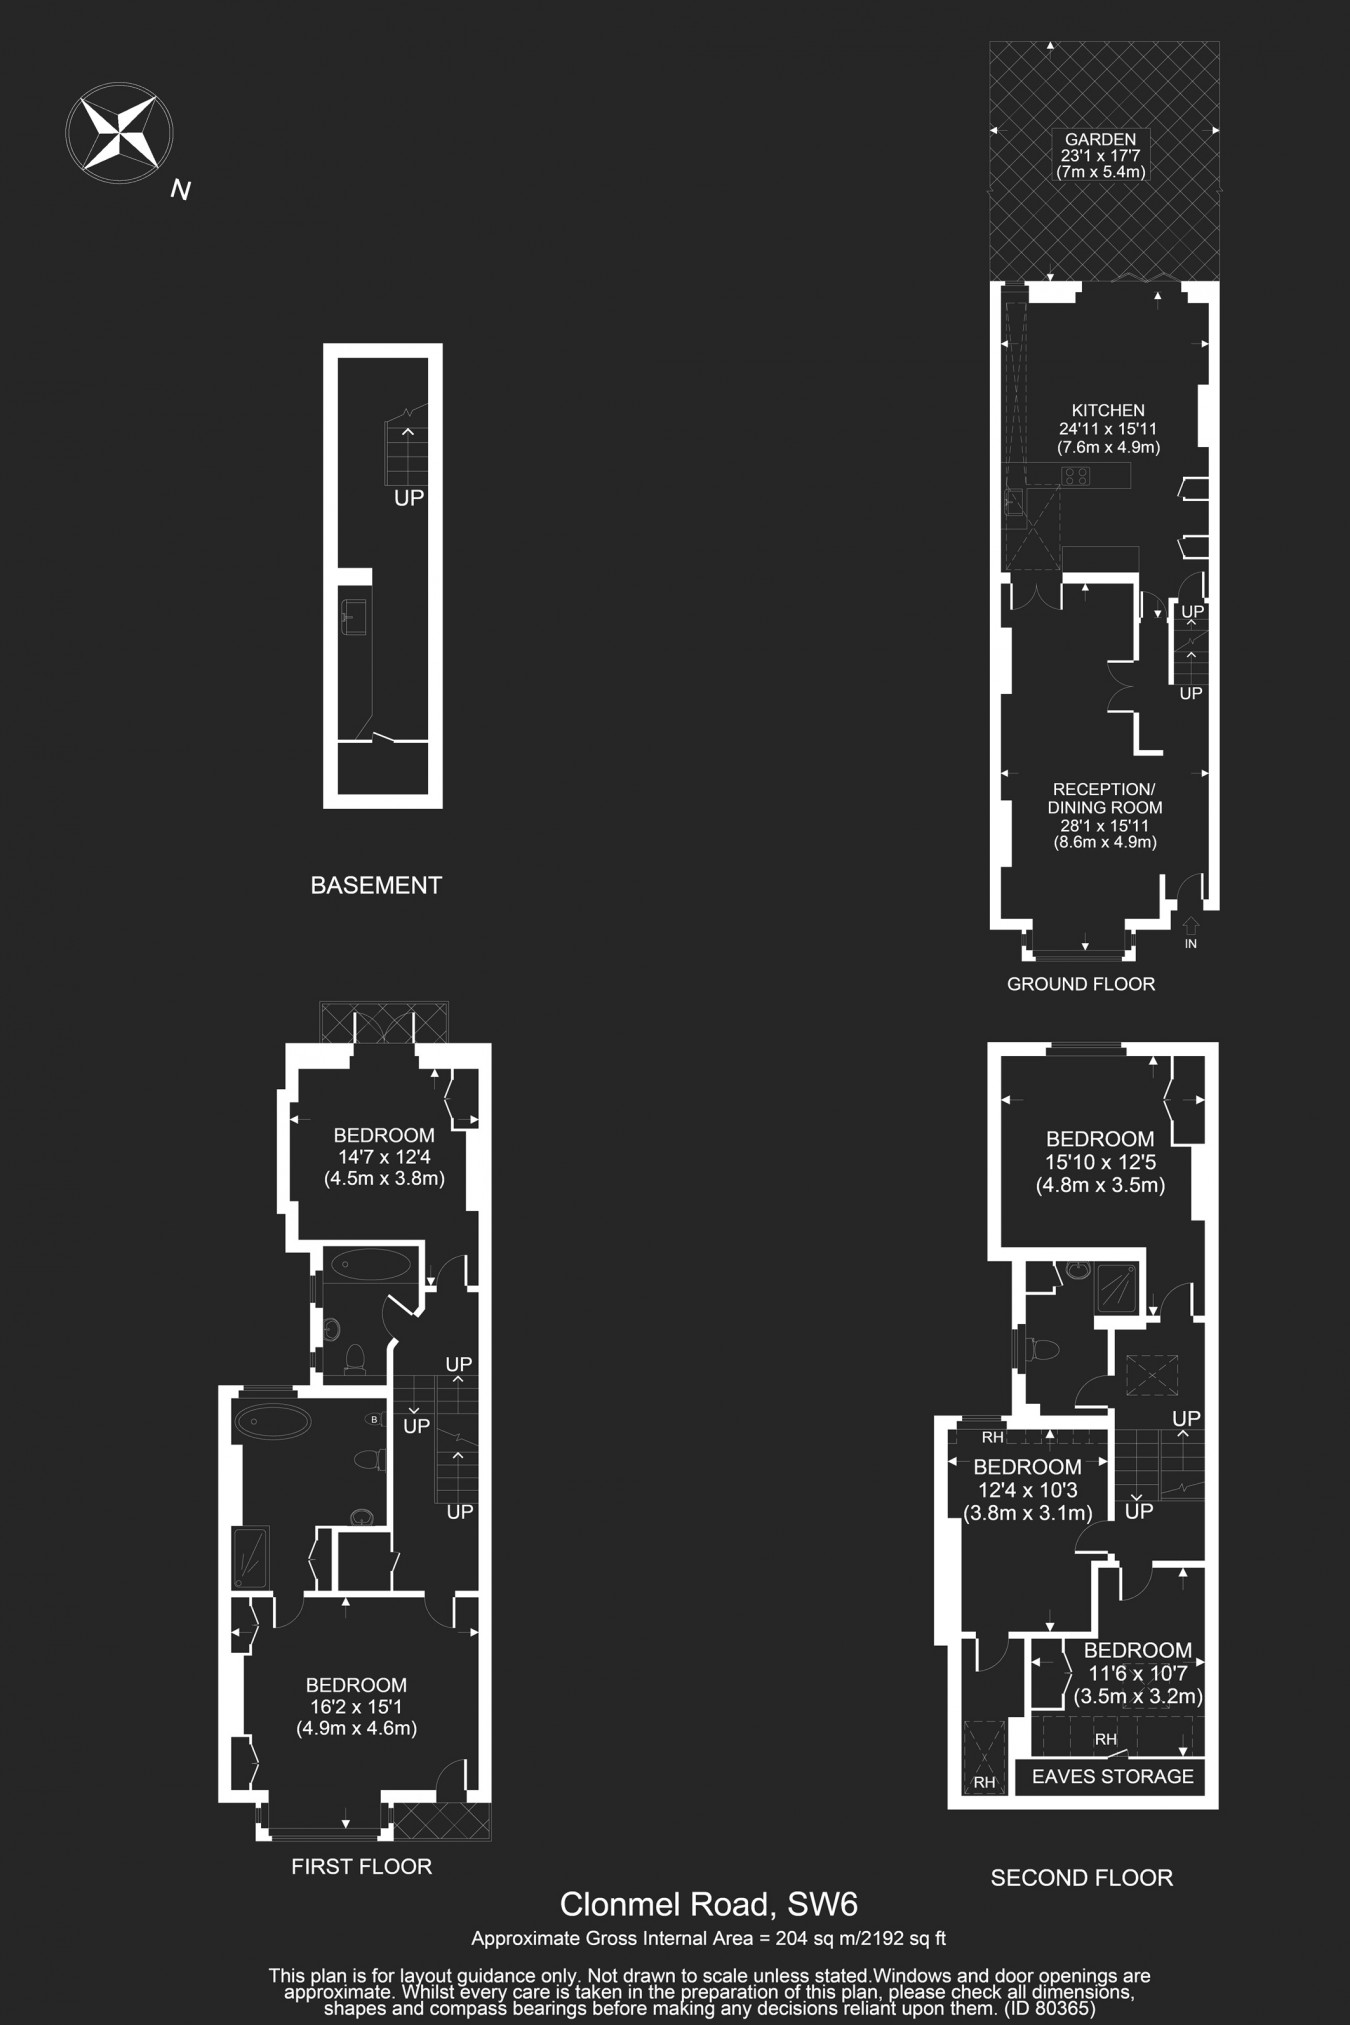 N
GARDEN
23'1 x 17'7
(7m x 5.4m)
KITCHEN
24'11 x 15'11
(7.6m x 4.9m)
UP
UP
RECEPTION/
DINING ROOM
28'1 x 15'11
(8.6m x 4.9m)
IN
GROUND FLOOR
UP
BASEMENT
BEDROOM
14'7 x 12'4
(4.5m x 3.8m)
UP
UP
B
UP
BEDROOM
16'2 x 15'1
(4.9m x 4.6m)
FIRST FLOOR
BEDROOM
15'10 x 12'5
(4.8m x 3.5m)
UP
RH
BEDROOM
12'4 x 10'3
(3.8m x 3.1m)
UP
BEDROOM
11'6 x 10'7
(3.5m x 3.2m)
RH
RH
EAVES STORAGE
SECOND FLOOR
Clonmel Road, SW6
Approximate Gross Internal Area = 204 sq m/2192 sq ft
This plan is for layout guidance only. Not drawn to scale unless stated.Windows and door openings are
approximate. Whilst every care is taken in the preparation of this plan, please check all dimensions,
shapes and compass bearings before making any decisions reliant upon them. (ID 80365)